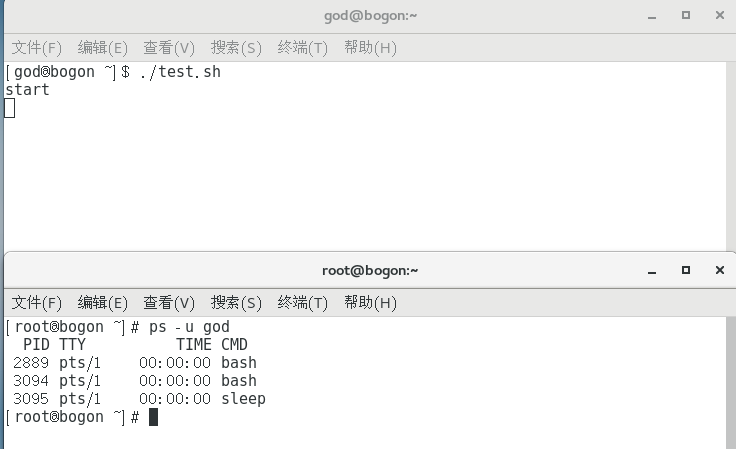 god@bogon:~
文件(F) 编辑(E) 查看(V) 搜索(S) 终端(T) 帮助(H)
[god@bogon ~]$ ./test.sh
start
root@bogon:~
文件(F) 编辑(E) 查看(V) 搜索(S) 终端(T) 帮助(H)
[root@bogon ~]# ps -u god
PID TTY TIME CMD
2889 pts/1 00:00:00 bash
3094 pts/1 00:00:00 bash
3095 pts/1 00:00:00 sleep
[root@bogon ~]#